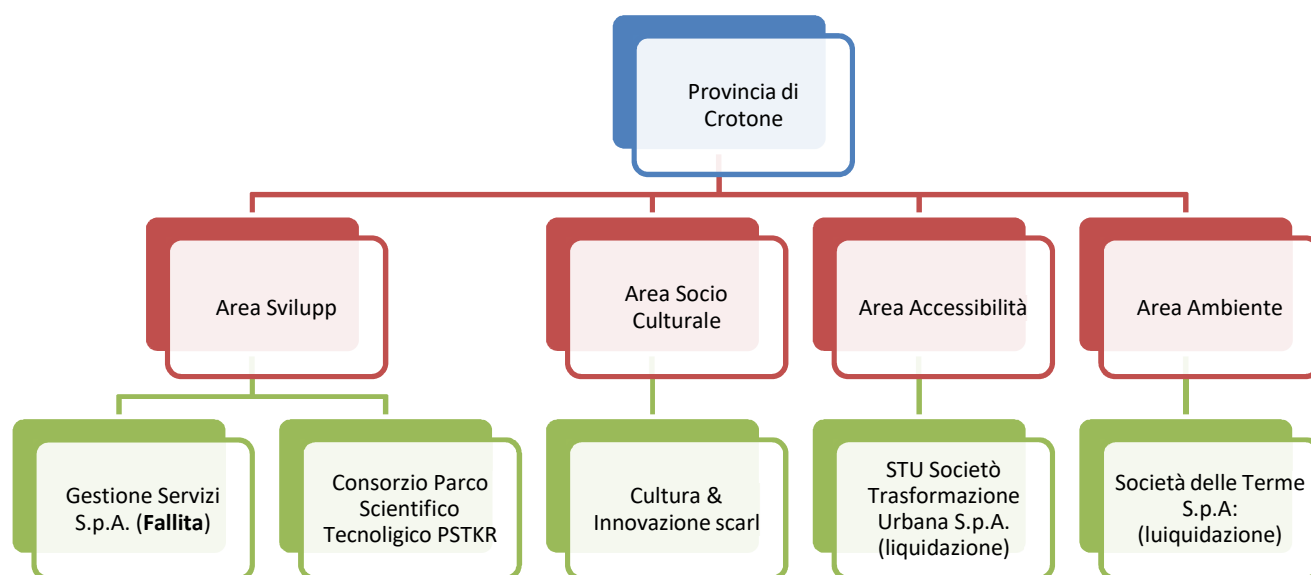 Provincia di
Crotone
Area Svilupp
Area Socio
Culturale
Area Accessibilità
Area Ambiente
Gestione Servizi
S.p.A. (Fallita)
Consorzio Parco
Scientifico
Tecnoligico PSTKR
Cultura &
Innovazione scarl
STU Societò
Trasformazione
Urbana S.p.A.
(liquidazione)
Società delle Terme
S.p.A:
(luiquidazione)